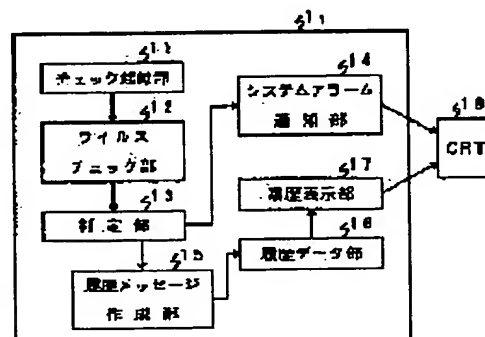 11
チェック起動部
12
ウイルス
チェック部
13
判定部
14
システムアラーム
通知部
15
履歴メッセージ
作成部
16
履歴データ部
17
履歴表示部
18
CRT